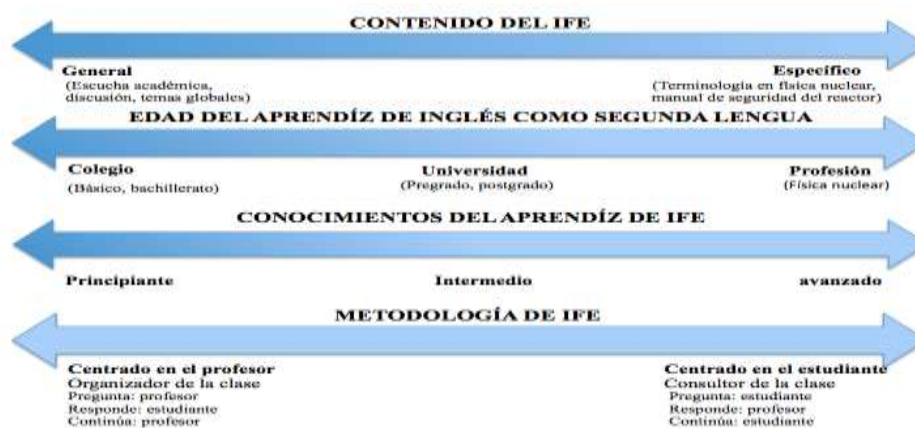 CONTENIDO DEL IFE
General Específico
(Escucha académica, (Terminología en física nuclear,
discusión, temas globales) manual de seguridad del reactor)
EDAD DEL APRENDÍZ DE INGLÉS COMO SEGUNDA LENGUA
Colegio Universidad Profesión
(Básico, bachillerato) (Pregrado, postgrado) (Física nuclear)
CONOCIMIENTOS DEL APRENDÍZ DE IFE
Principiante Intermedio avanzado
METODOLOGÍA DE IFE
Centrado en el profesor Centrado en el estudiante
Organizador de la clase Consultor de la clase
Pregunta: profesor Pregunta: estudiante
Responde: estudiante Responde: profesor
Continúa: profesor Continúa: estudiante